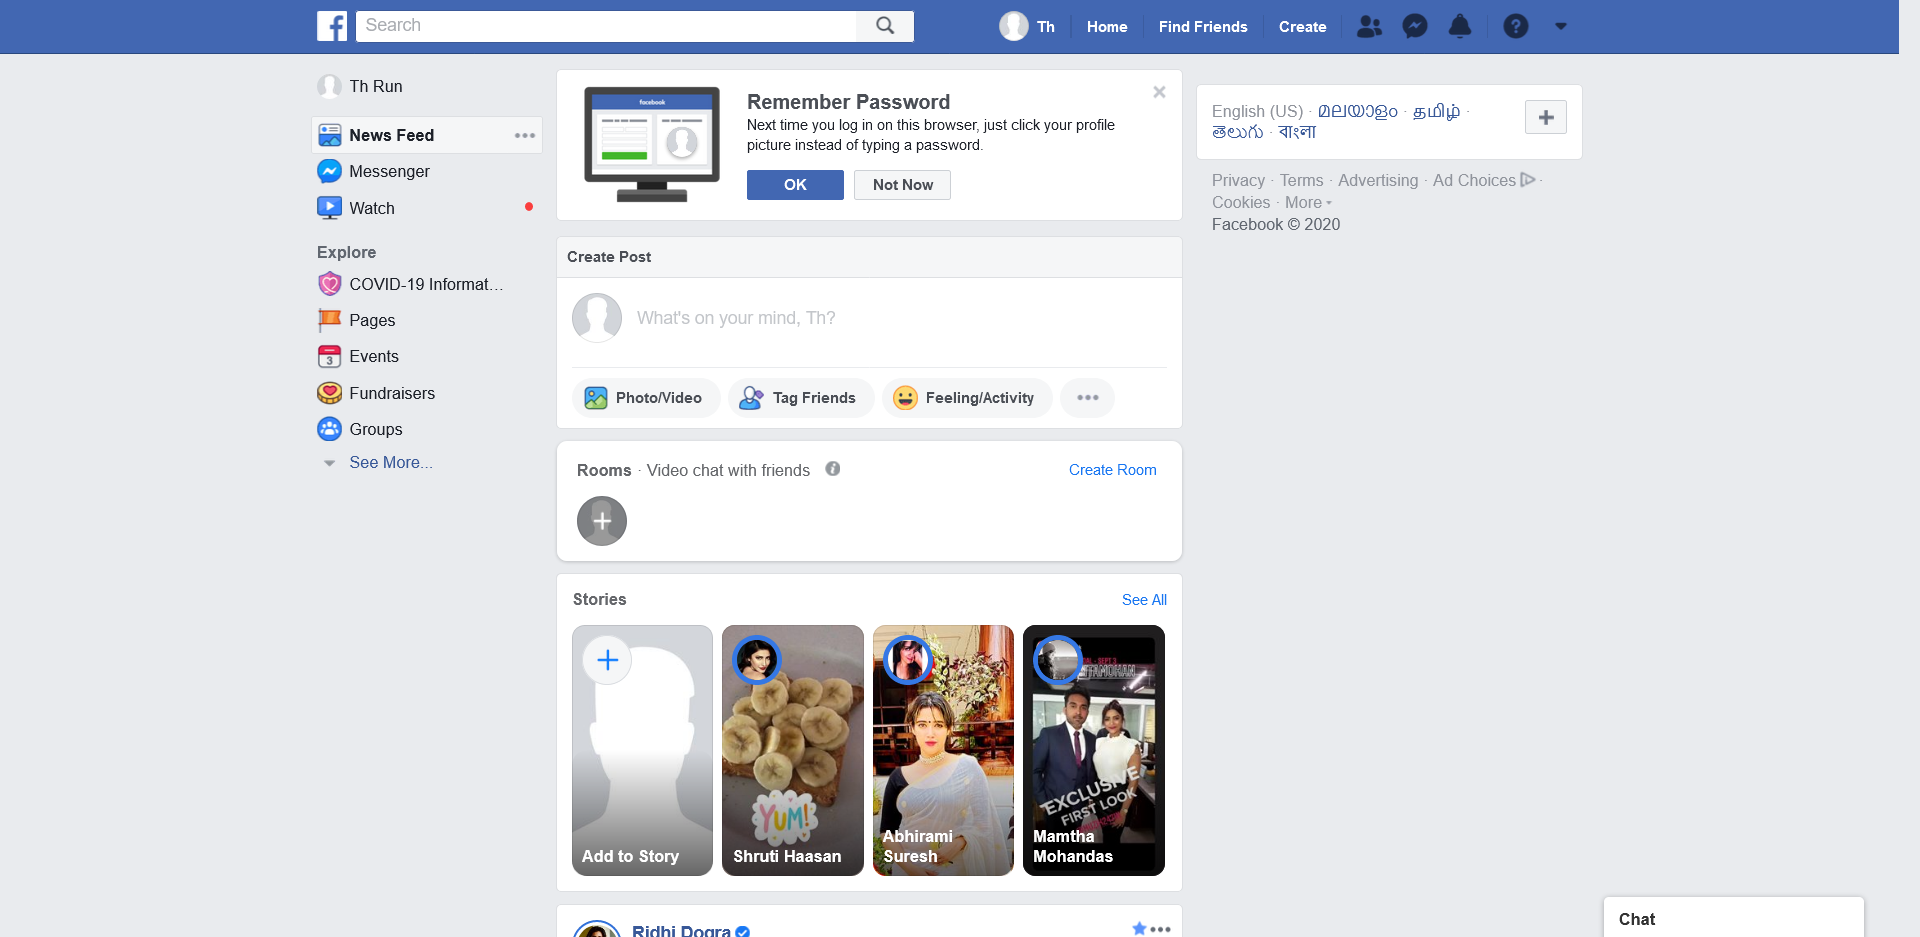 Search
Th
Home
Find Friends
Create
Th Run
News Feed
Messenger
Watch
Explore
COVID-19 Informat...
Pages
Events
3
Fundraisers
Groups
See More...
facebook
Remember Password
Next time you log in on this browser, just click your profile
picture instead of typing a password.
OK
Not Now
Create Post
What's on your mind, Th?
Photo/Video
Tag Friends
Feeling/Activity
Rooms · Video chat with friends
Create Room
Stories
See All
Add to Story
YUM!
Shruti Haasan
Abhirami
Suresh
EXCLUSIVE
FIRST LOOK
Mamtha
Mohandas
Ridhi Dogra
English (US) · മലയാളം · தமிழ் ·
తెలుగు · বাংলা
Privacy · Terms · Advertising · Ad Choices ·
Cookies · More
Facebook © 2020
Chat